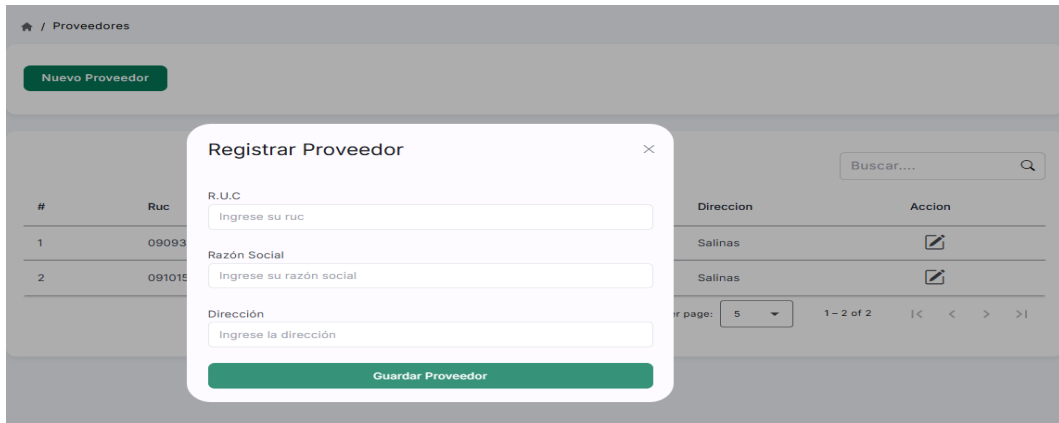 / Proveedores
Nuevo Proveedor
Registrar Proveedor
Buscar....
R.U.C
Ingrese su ruc
# Ruc Direccion Accion
1 09093 Salinas
Razón Social
Ingrese su razón social
2 091015 Salinas
Dirección
Ingrese la dirección
page: 5 1 – 2 of 2 |< < > >|
Guardar Proveedor